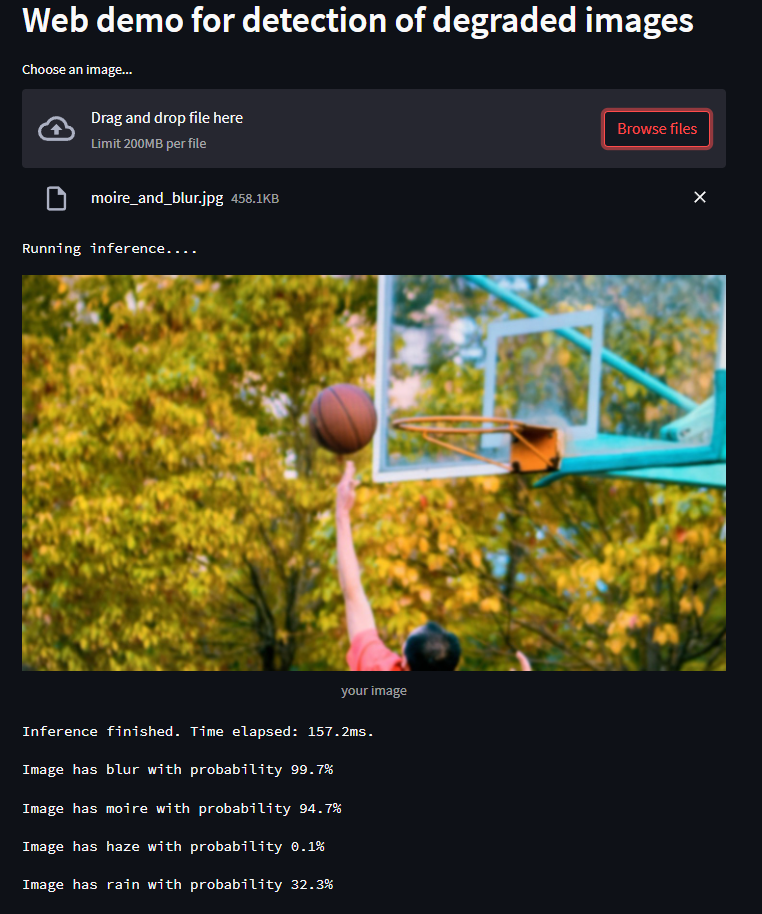 Web demo for detection of degraded images
Choose an image...
Drag and drop file here
Limit 200MB per file
Browse files
moire_and_blur.jpg 458.1KB
Running inference....
your image
Inference finished. Time elapsed: 157.2ms.
Image has blur with probability 99.7%
Image has moire with probability 94.7%
Image has haze with probability 0.1%
Image has rain with probability 32.3%